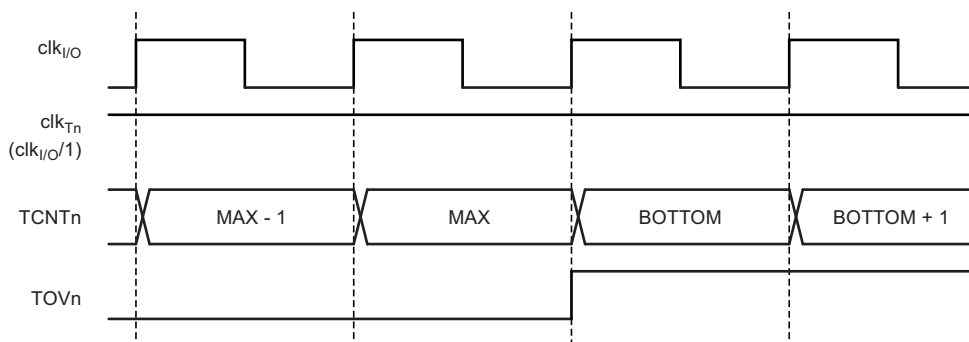 clkI/O
clkTn
(clkI/O/1)
TCNTn MAX - 1 MAX BOTTOM BOTTOM + 1
TOVn